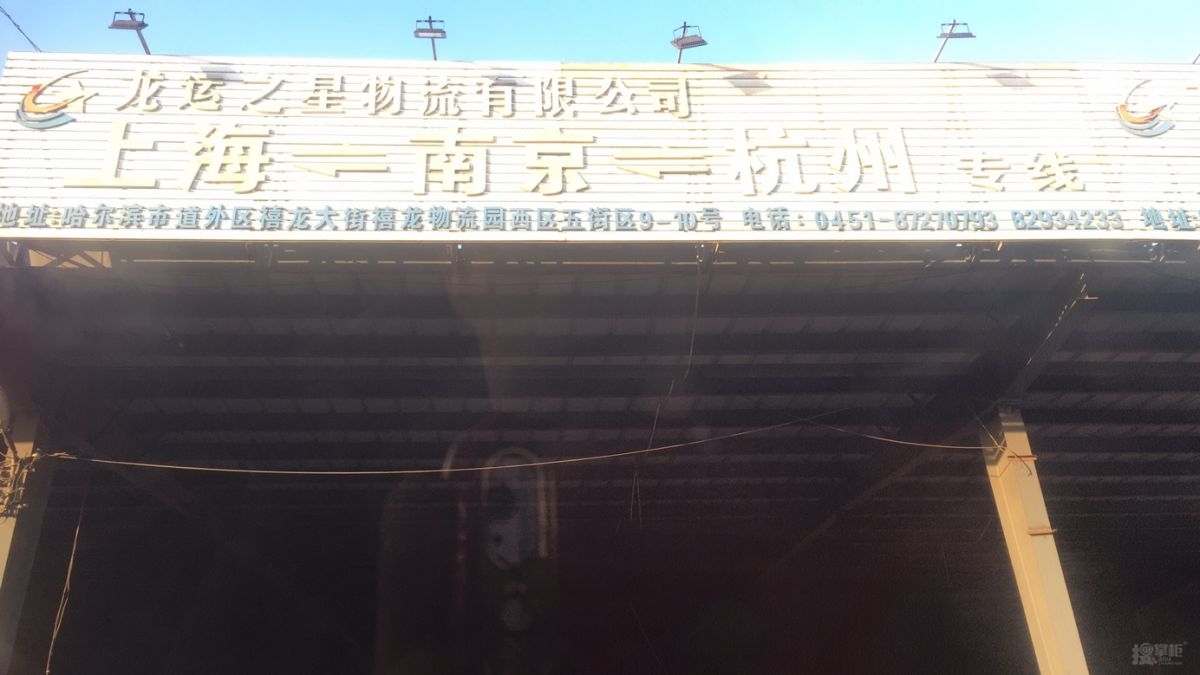 龙运之星物流有限公司
上海 南京 杭州 专线
地址:哈尔滨市道外区禧龙大街禧龙物流园西区五街区9-10号 电话:0451-87270793 82934233 地址
掌柜